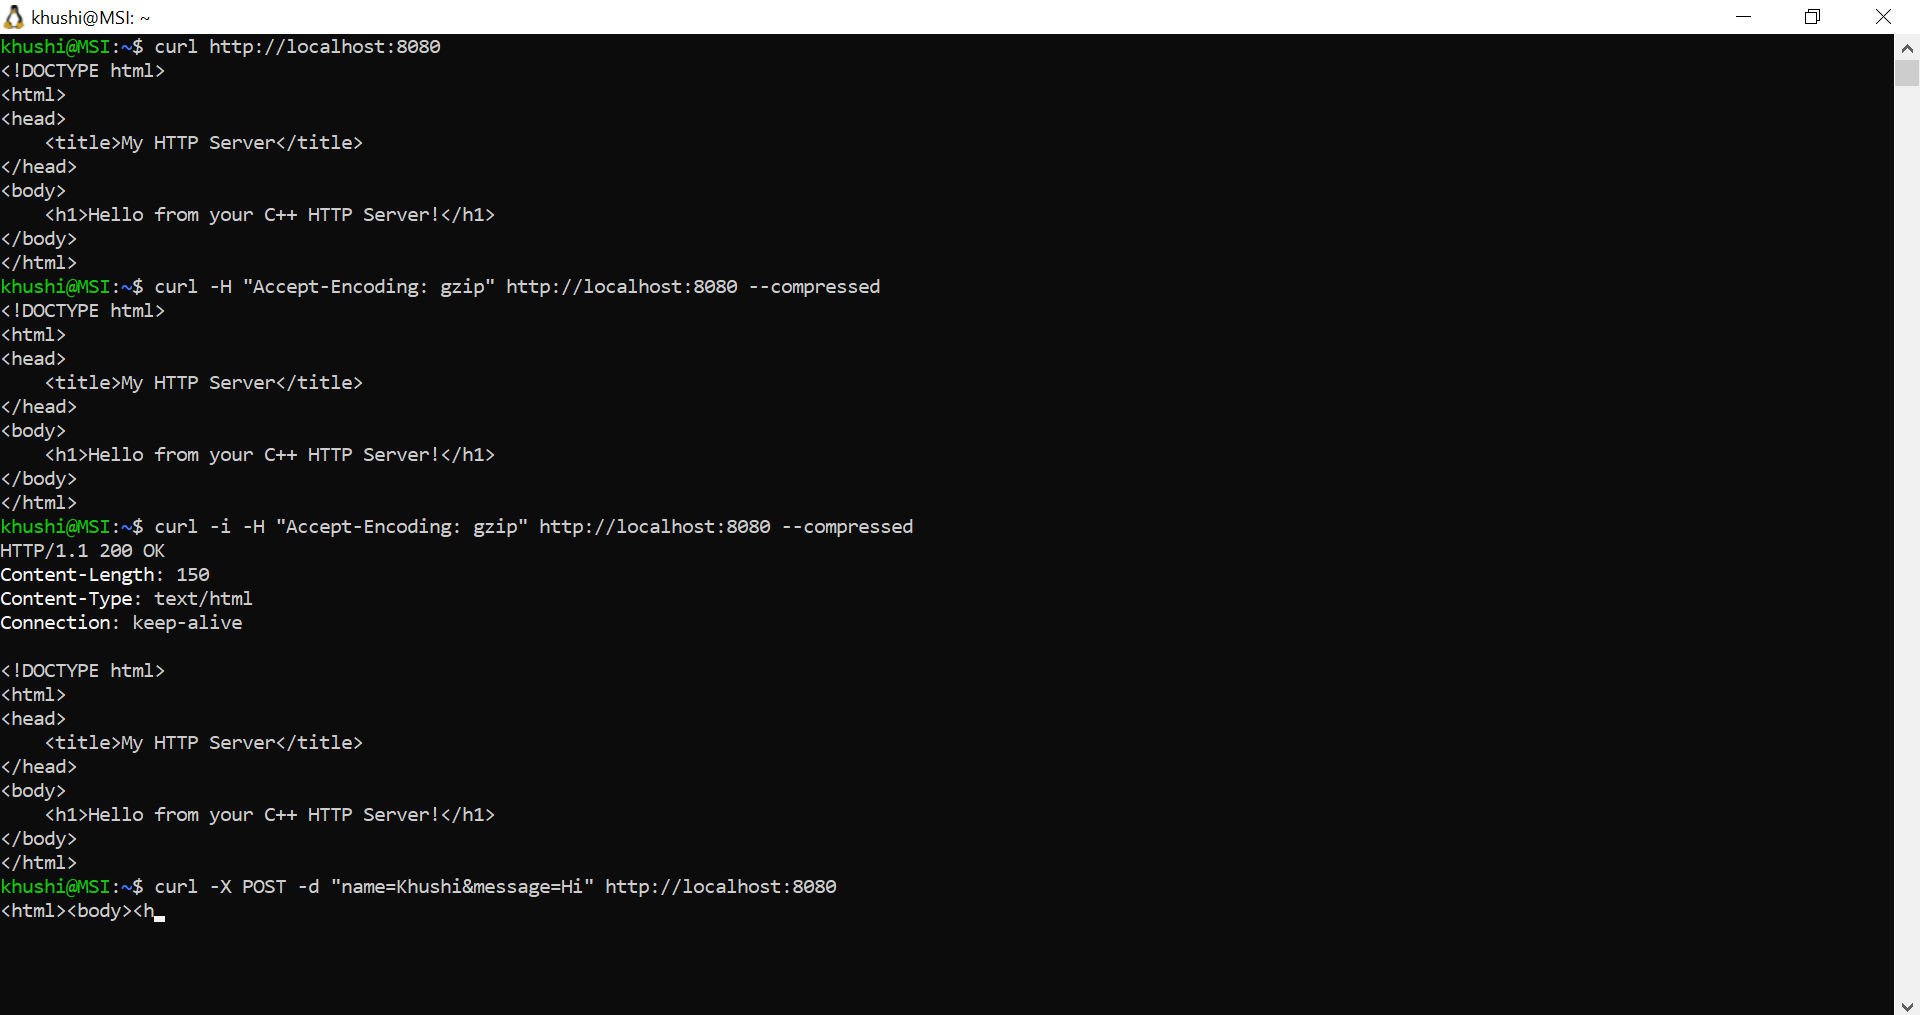 khushi@MSI: ~
khushi@MSI:~$ curl http://localhost:8080
<!DOCTYPE html>
<html>
<head>
    <title>My HTTP Server</title>
</head>
<body>
    <h1>Hello from your C++ HTTP Server!</h1>
</body>
</html>
khushi@MSI:~$ curl -H "Accept-Encoding: gzip" http://localhost:8080 --compressed
<!DOCTYPE html>
<html>
<head>
    <title>My HTTP Server</title>
</head>
<body>
    <h1>Hello from your C++ HTTP Server!</h1>
</body>
</html>
khushi@MSI:~$ curl -i -H "Accept-Encoding: gzip" http://localhost:8080 --compressed
HTTP/1.1 200 OK
Content-Length: 150
Content-Type: text/html
Connection: keep-alive

<!DOCTYPE html>
<html>
<head>
    <title>My HTTP Server</title>
</head>
<body>
    <h1>Hello from your C++ HTTP Server!</h1>
</body>
</html>
khushi@MSI:~$ curl -X POST -d "name=Khushi&message=Hi" http://localhost:8080
<html><body><h